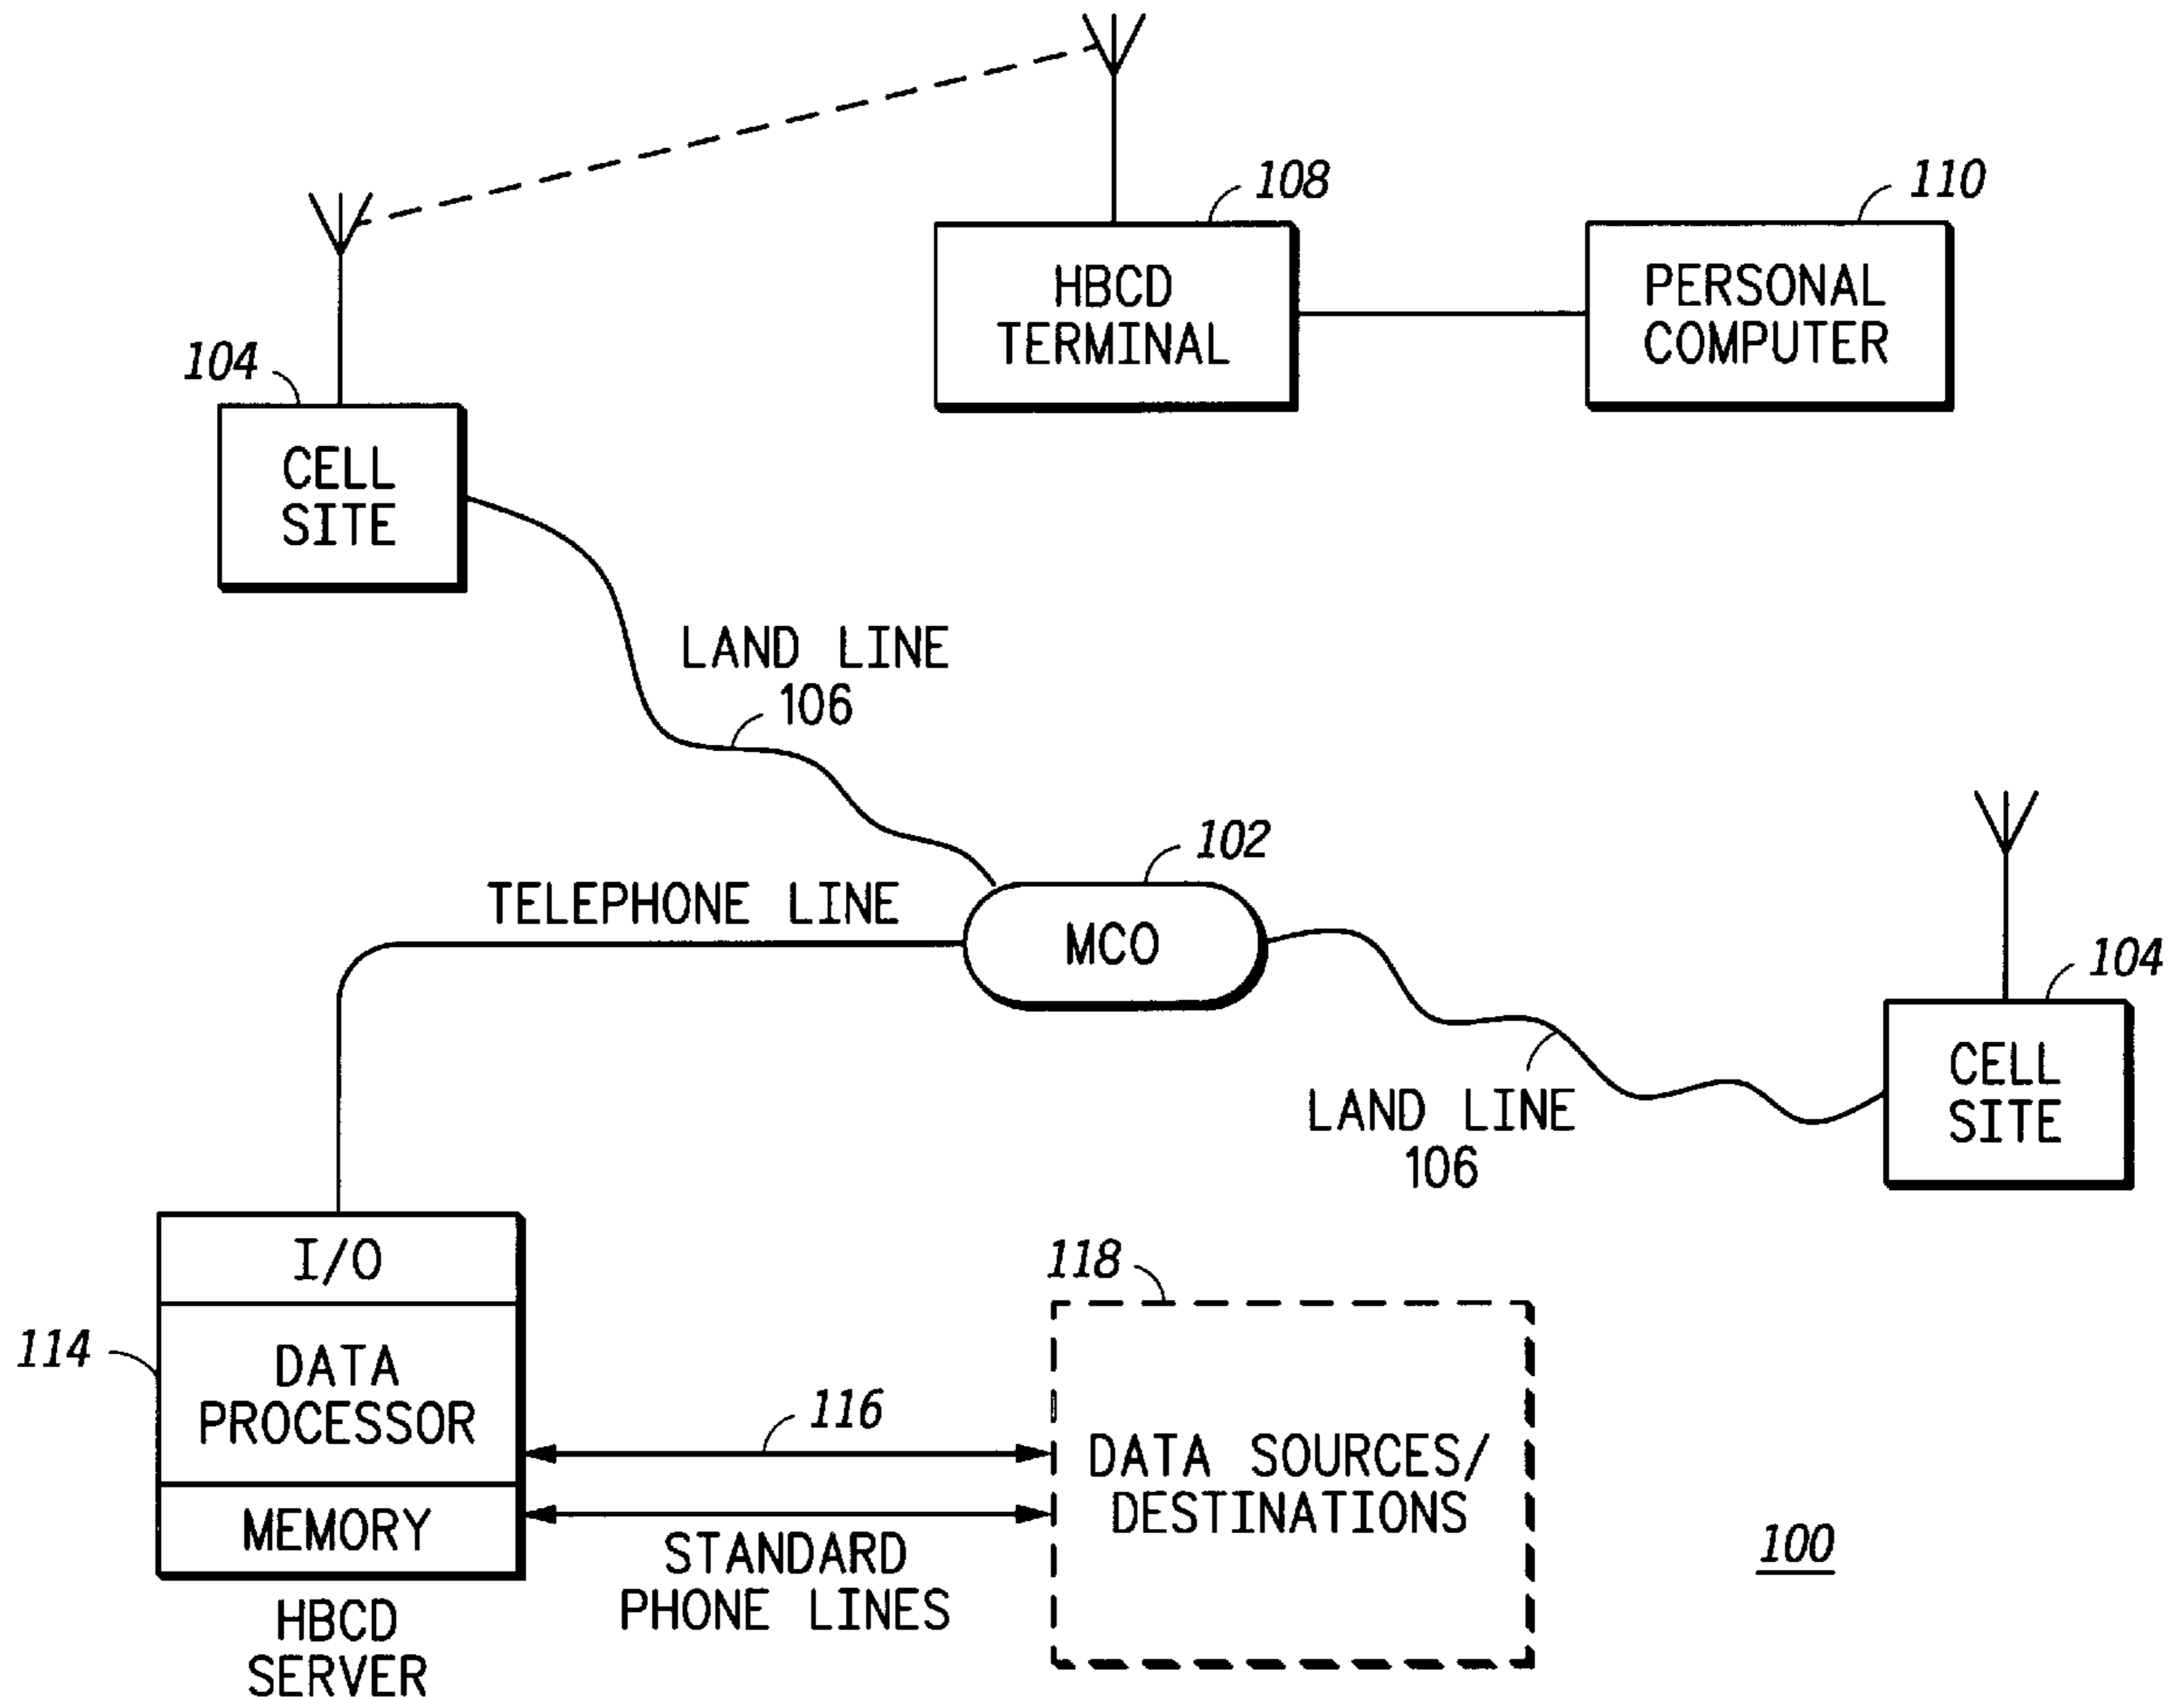 108
110
HBCD
TERMINAL
PERSONAL
COMPUTER
104
CELL
SITE
LAND LINE
106
102
TELEPHONE LINE
MCO
104
CELL
SITE
LAND LINE
106
I/O
118
114
DATA
PROCESSOR
116
DATA SOURCES/
DESTINATIONS
MEMORY
STANDARD
PHONE LINES
100
HBCD
SERVER